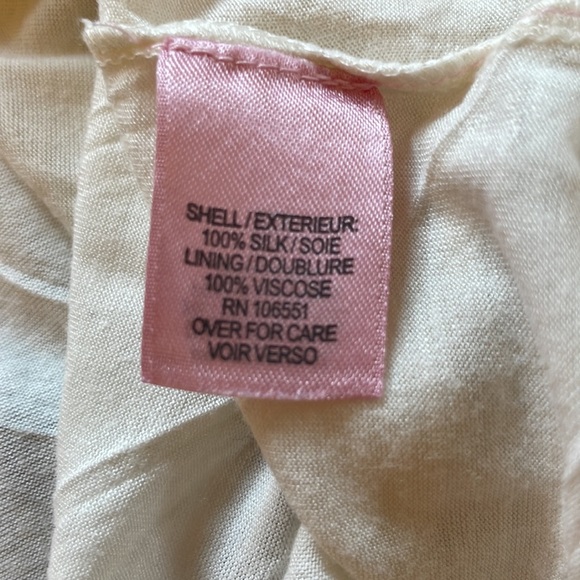 SHELL/EXTERIEUR:
100% SILK/SOIE
LINING/DOUBLURE
100% VISCOSE
RN 106551
OVER FOR CARE
VOIR VERSO